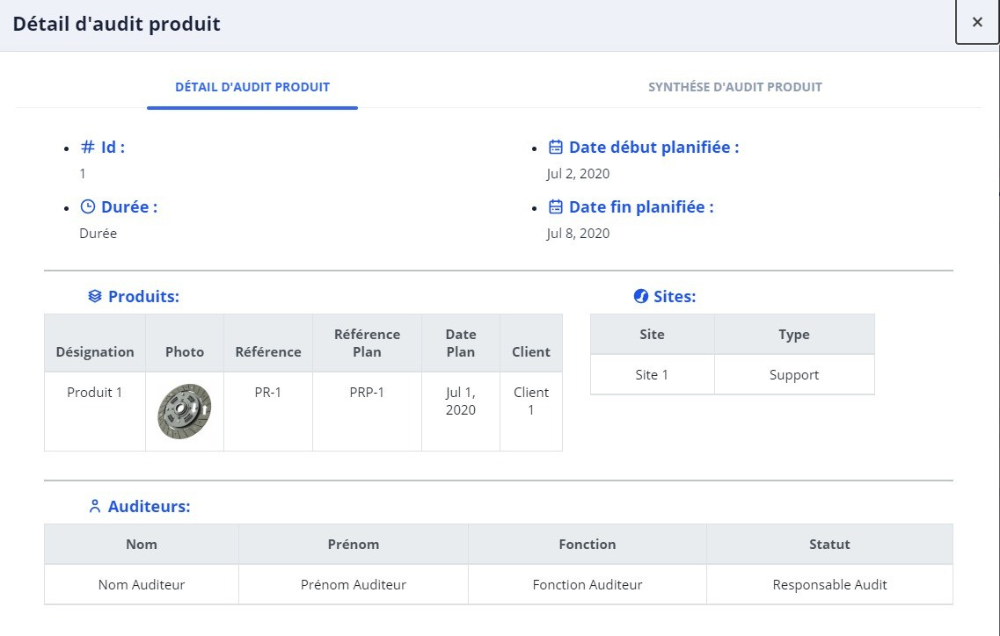 Détail d'audit produit
×
DÉTAIL D'AUDIT PRODUIT
SYNTHÉSE D'AUDIT PRODUIT
# Id :
1
Date début planifiée :
Jul 2, 2020
Durée :
Durée
Date fin planifiée :
Jul 8, 2020
Produits:
Désignation Photo Référence Référence Plan Date Plan Client
Produit 1 PR-1 PRP-1 Jul 1, 2020 Client 1
Sites:
Site Type
Site 1 Support
Auditeurs:
Nom Prénom Fonction Statut
Nom Auditeur Prénom Auditeur Fonction Auditeur Responsable Audit